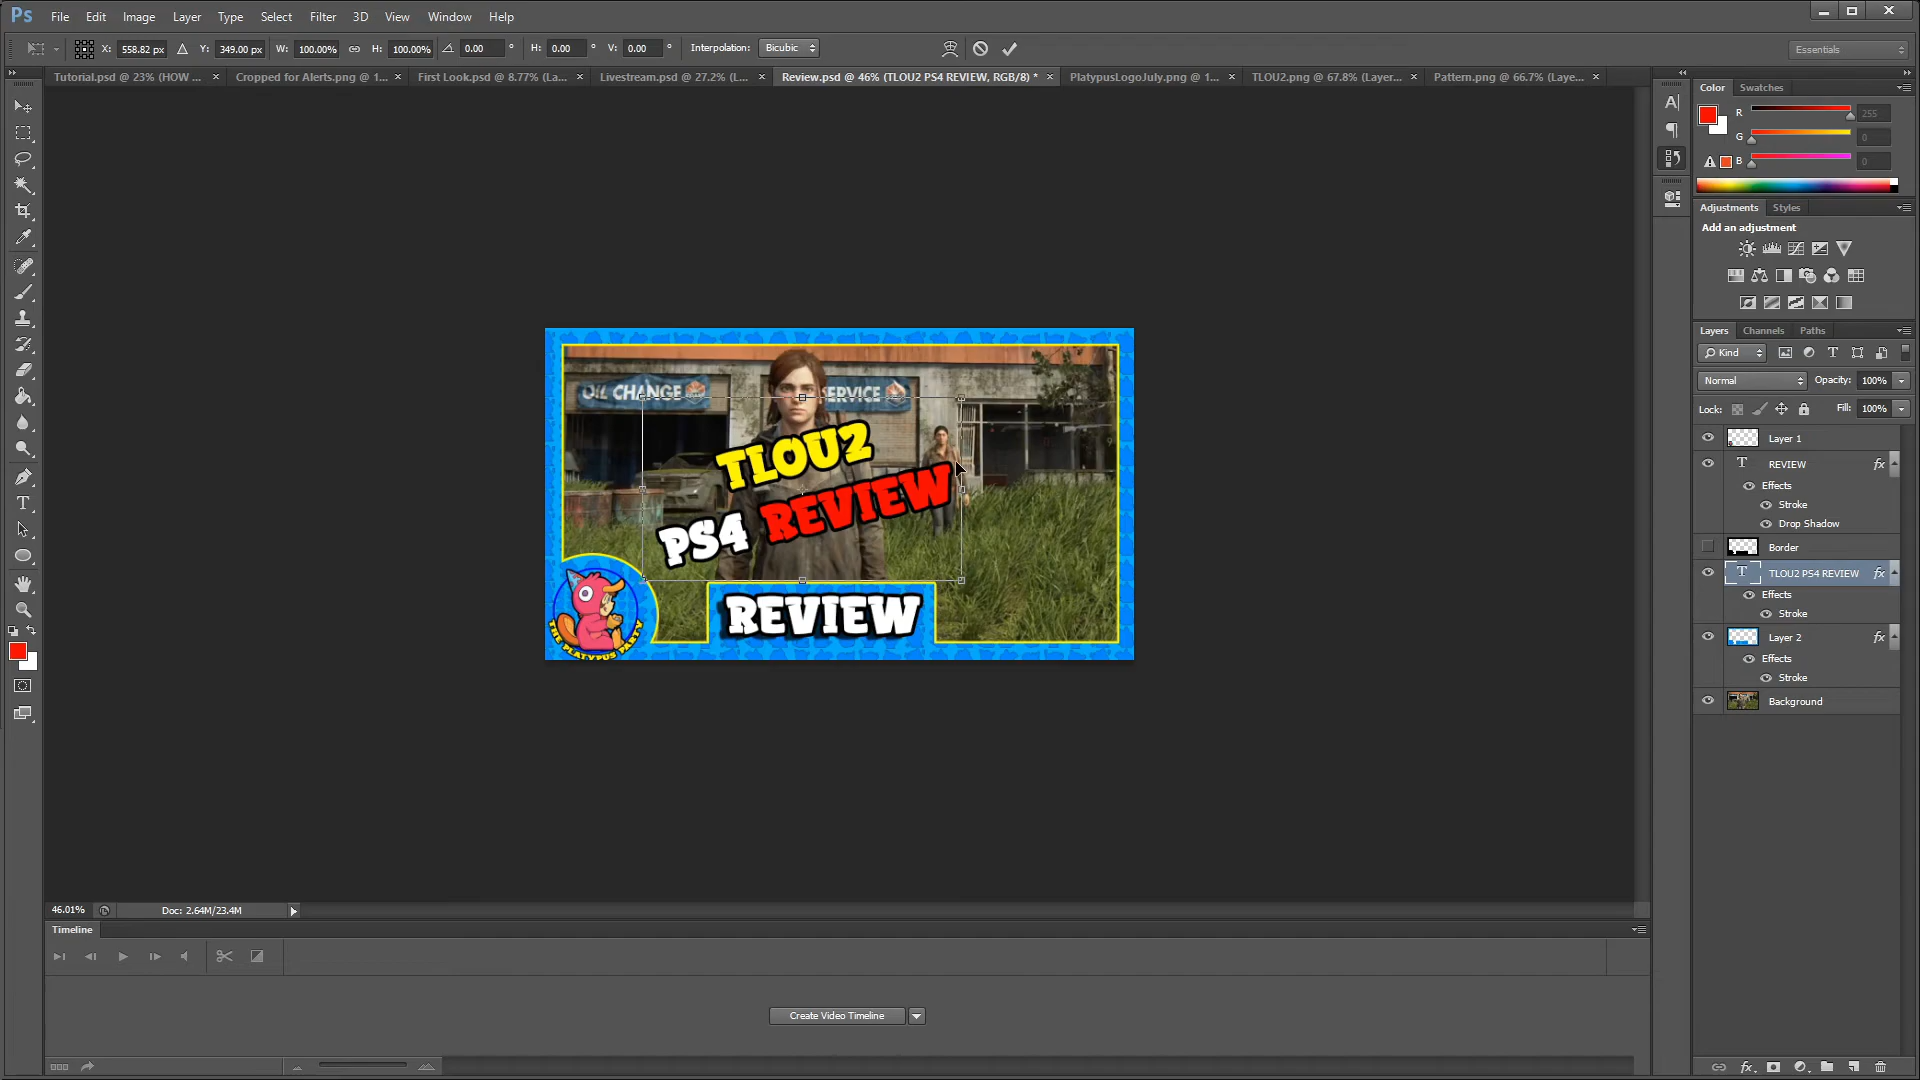 Ps File Edit Image Layer Type Select Filter 3D View Window Help
X: 558.82 px Y: 349.00 px W: 100.00% H: 100.00% 0.00 ° H: 0.00 ° V: 0.00 ° Interpolation: Bicubic Essentials
Tutorial.psd @ 23% (HOW ... × Cropped for Alerts.png @ 1... × First Look.psd @ 8.77% (La... × Livestream.psd @ 27.2% (L... × Review.psd @ 46% (TLOU2 PS4 REVIEW, RGB/8) * × PlatypusLogoJuly.png @ 1... × TLOU2.png @ 67.8% (Layer... × Pattern.png @ 66.7% (Laye... ×
Color Swatches
R 255
G 0
B 0
Adjustments Styles
Add an adjustment
Layers Channels Paths
Kind
Normal Opacity: 100%
Lock: Fill: 100%
Layer 1
T REVIEW fx
Effects
Stroke
Drop Shadow
Border
T TLOU2 PS4 REVIEW fx
Effects
Stroke
Layer 2 fx
Effects
Stroke
Background
OIL CHANGE SERVICE
TLOU2
PS4 REVIEW
REVIEW
THE PLATYPUS PARTY
46.01% Doc: 2.64M/23.4M
Timeline
Create Video Timeline